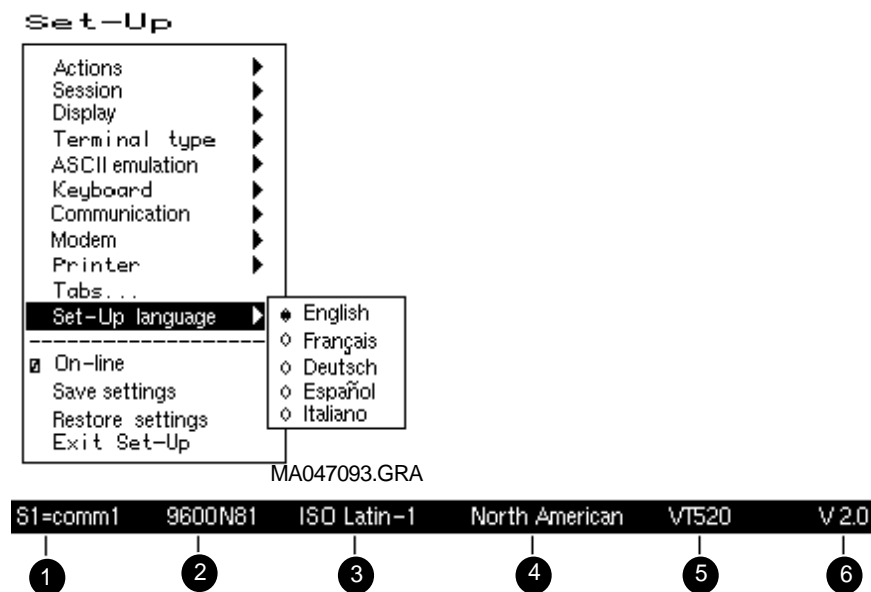 Set-Up
Actions
Session
Display
Terminal type
ASCII emulation
Keyboard
Communication
Modem
Printer
Tabs...
Set-Up language
English
Français
Deutsch
Español
Italiano
On-line
Save settings
Restore settings
Exit Set-Up
MA047093.GRA
S1=comm1 9600N81 ISO Latin-1 North American VT520 V 2.0
1 2 3 4 5 6